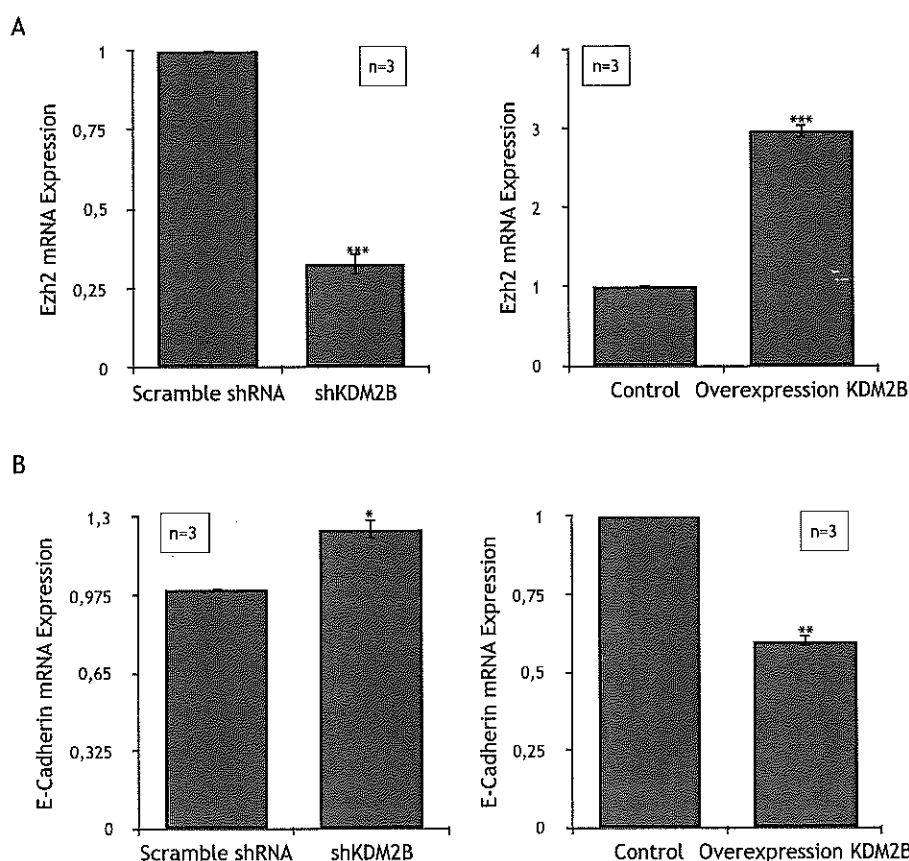 A
Ezh2 mRNA Expression
1
0,75
0,5
0,25
0
n=3
***
Scramble shRNA
shKDM2B
Ezh2 mRNA Expression
4
3
2
1
0
n=3
***
Control
Overexpression KDM2B
B
E-Cadherin mRNA Expression
1,3
0,975
0,65
0,325
0
n=3
*
Scramble shRNA
shKDM2B
E-Cadherin mRNA Expression
1
0,75
0,5
0,25
0
n=3
**
Control
Overexpression KDM2B